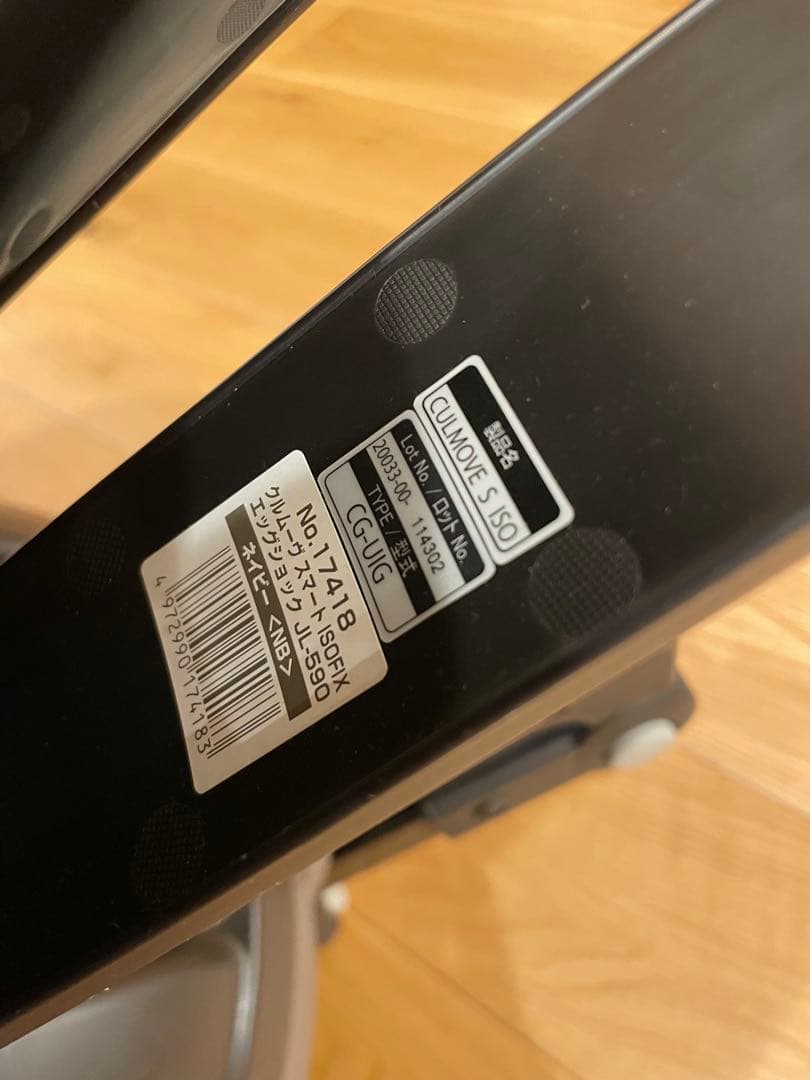 製品名
CULMOVE S ISO
Lot No. / ロット No.
20033-00- 114302
TYPE / 型式
CG-UIG
No.17418
クルムーヴ スマート ISOFIX
エッグショック JL-590
ネイビー <NB>
4 972990 174183